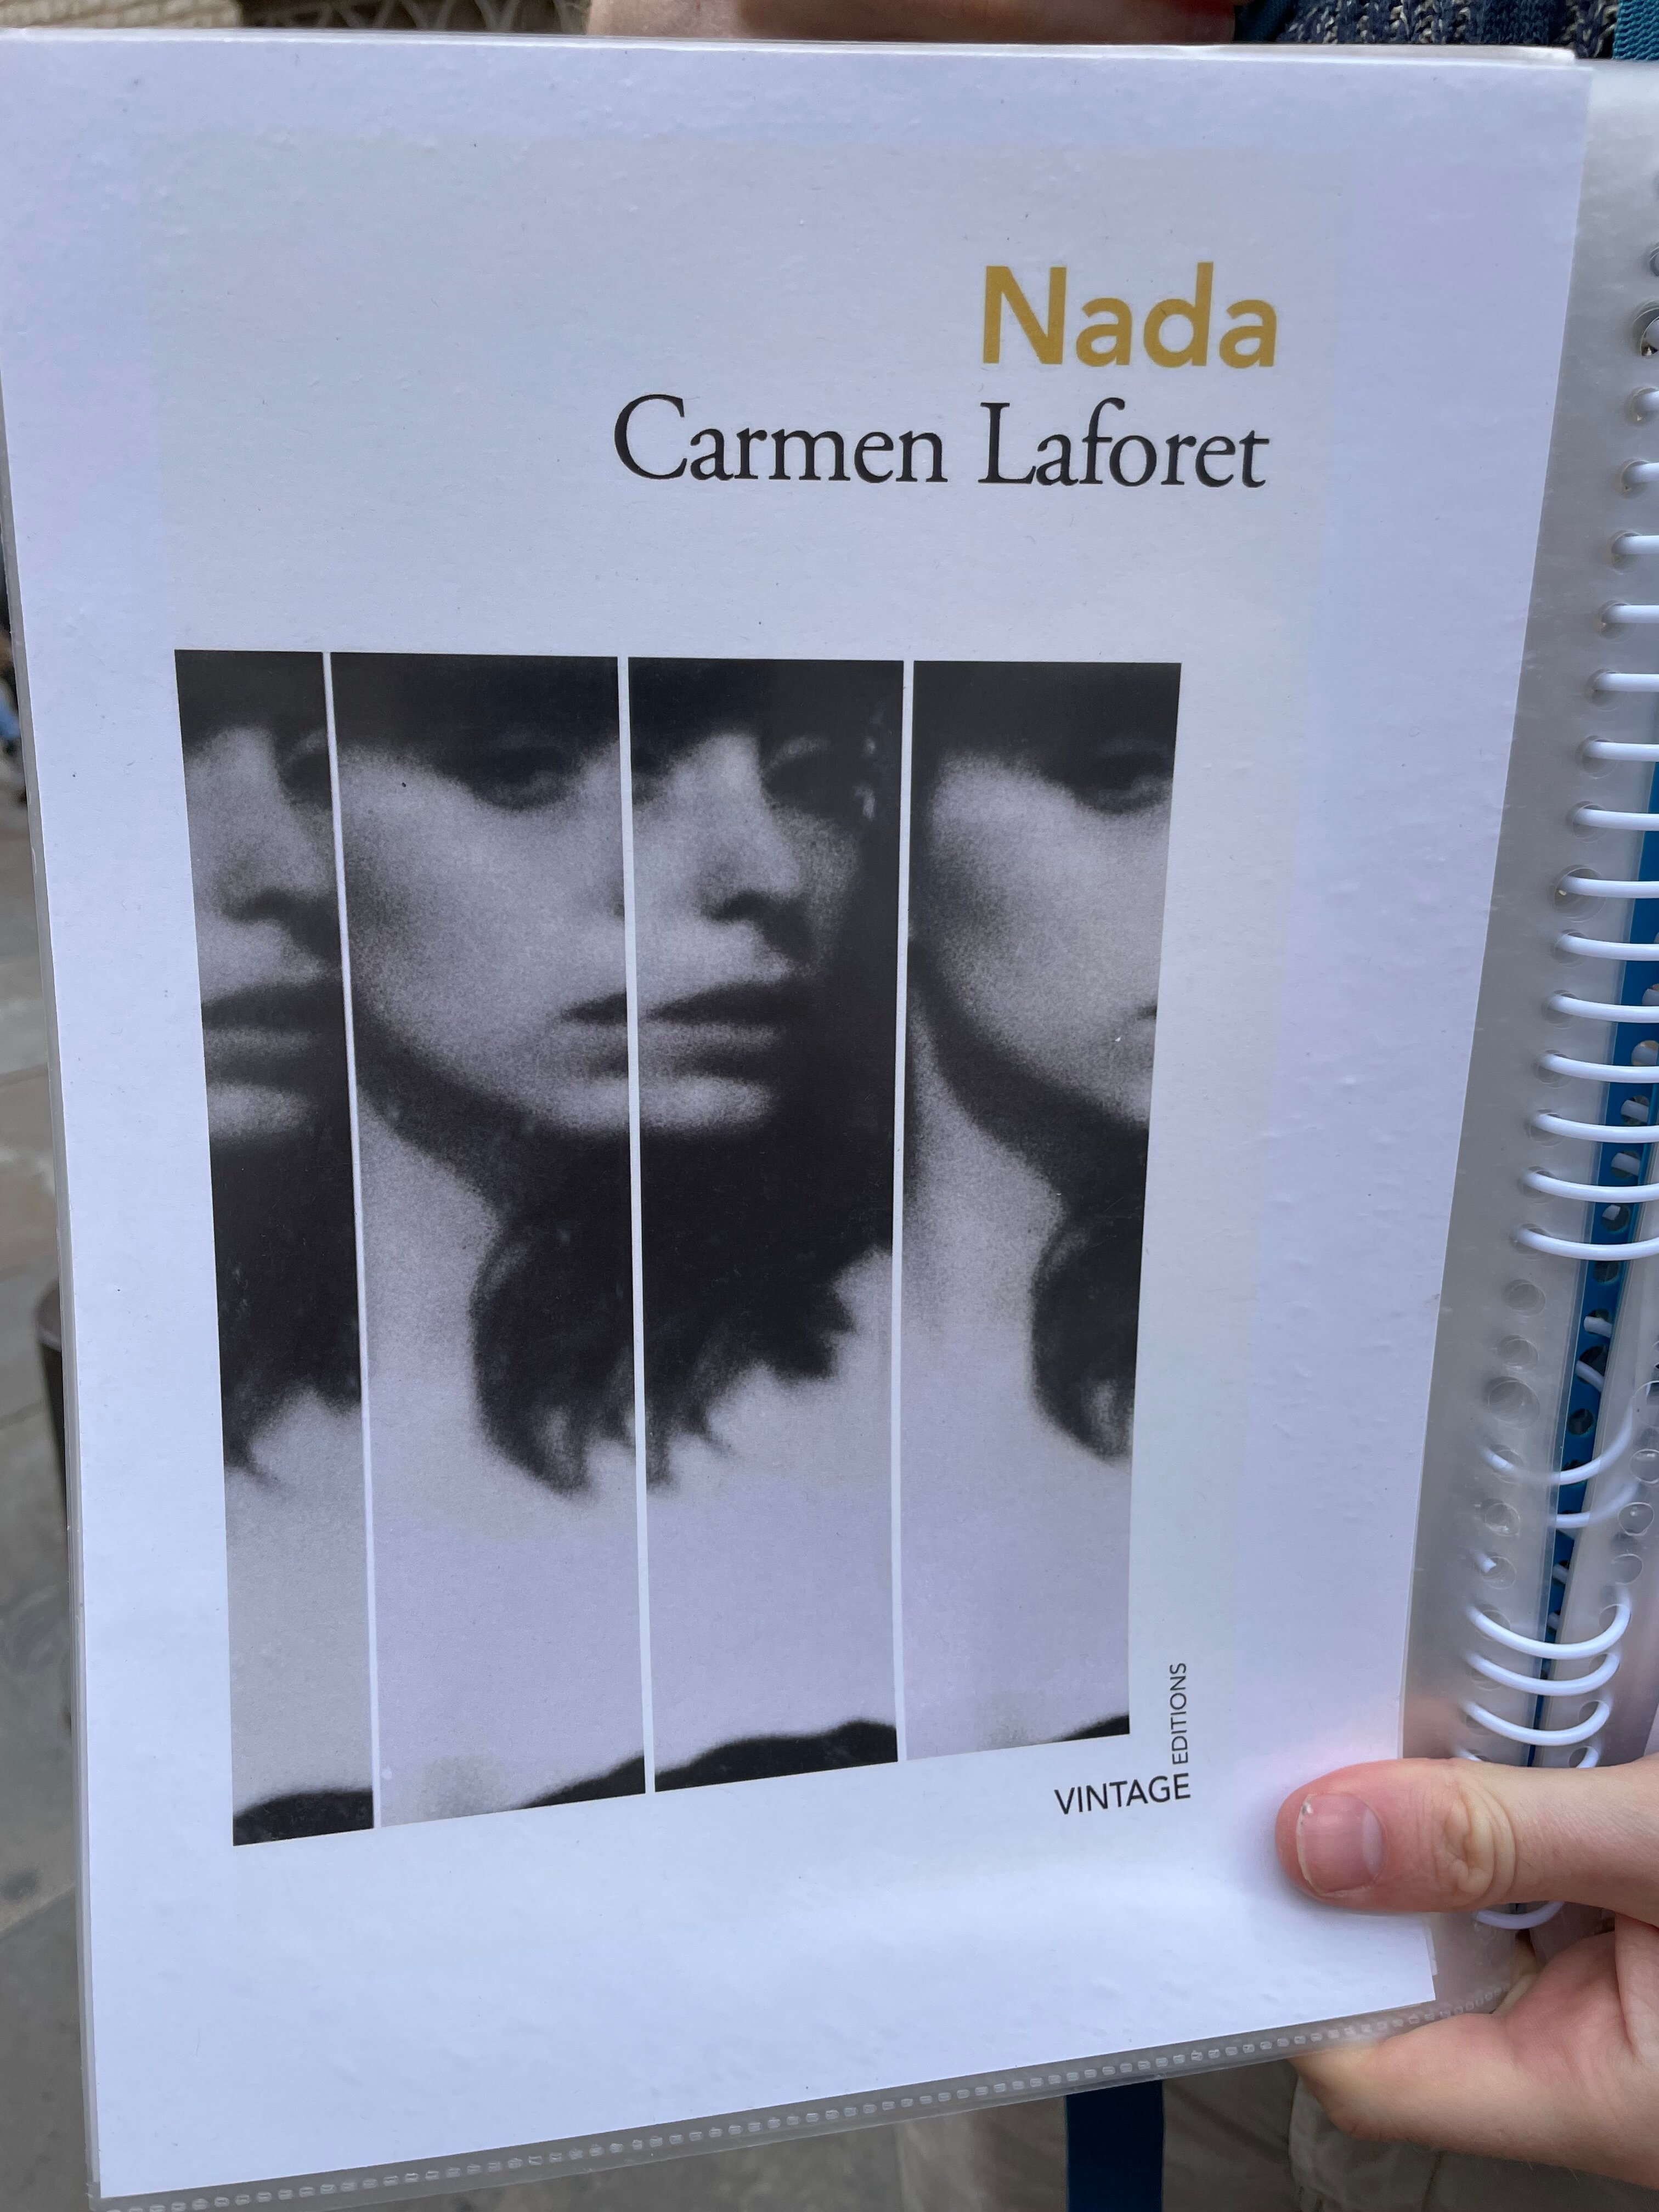 Nada
Carmen Laforet
VINTAGE
EDITIONS